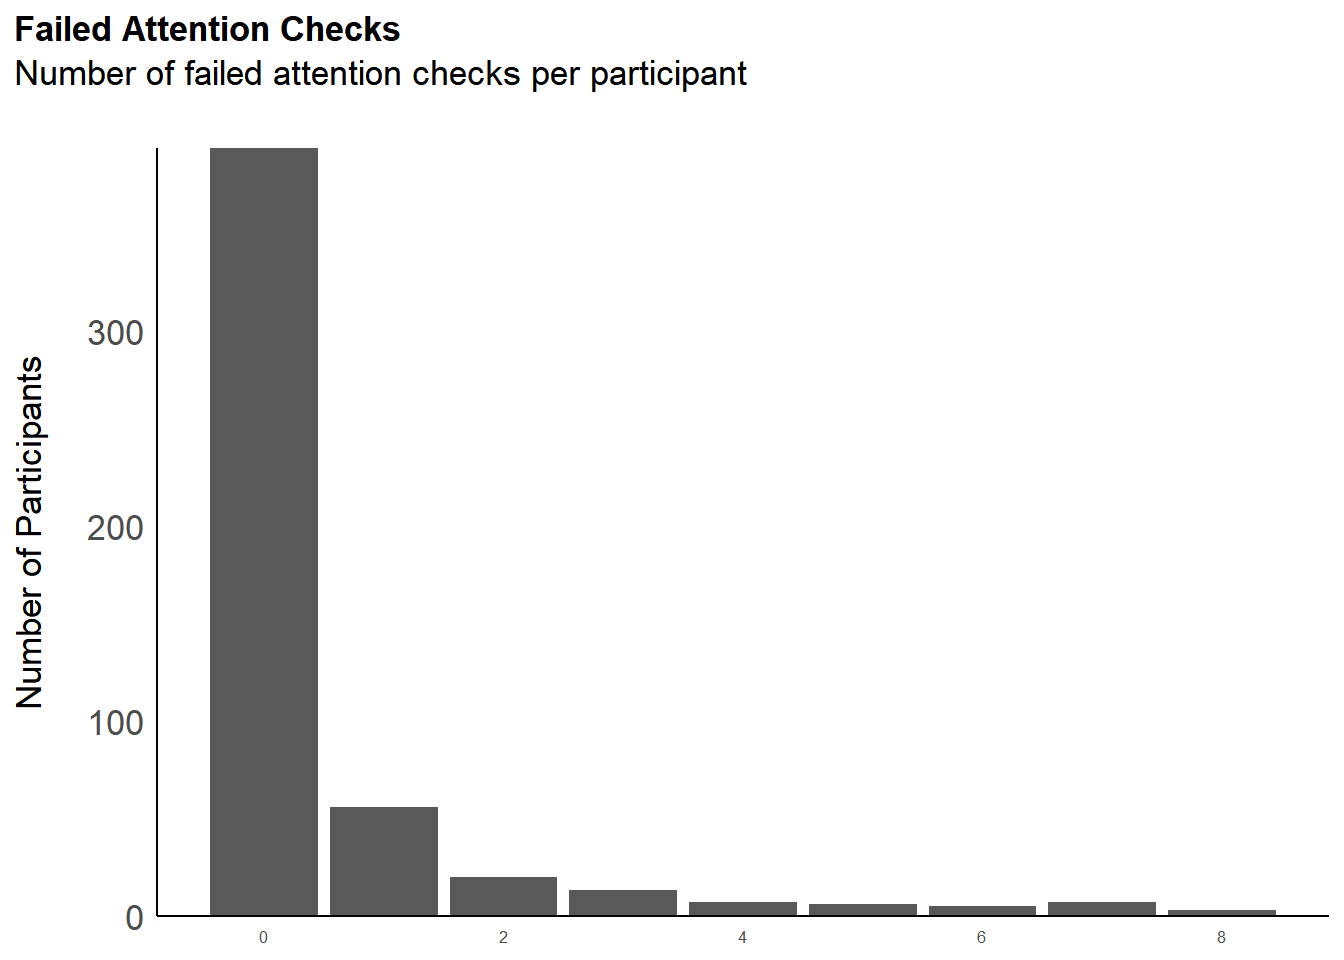 Failed Attention Checks
Number of failed attention checks per participant
Number of Participants
300
200
100
0
0 2 4 6 8